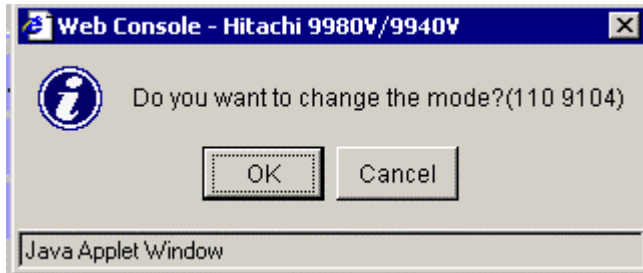 Web Console - Hitachi 9980V/9940V
Do you want to change the mode?(110 9104)
OK Cancel
Java Applet Window